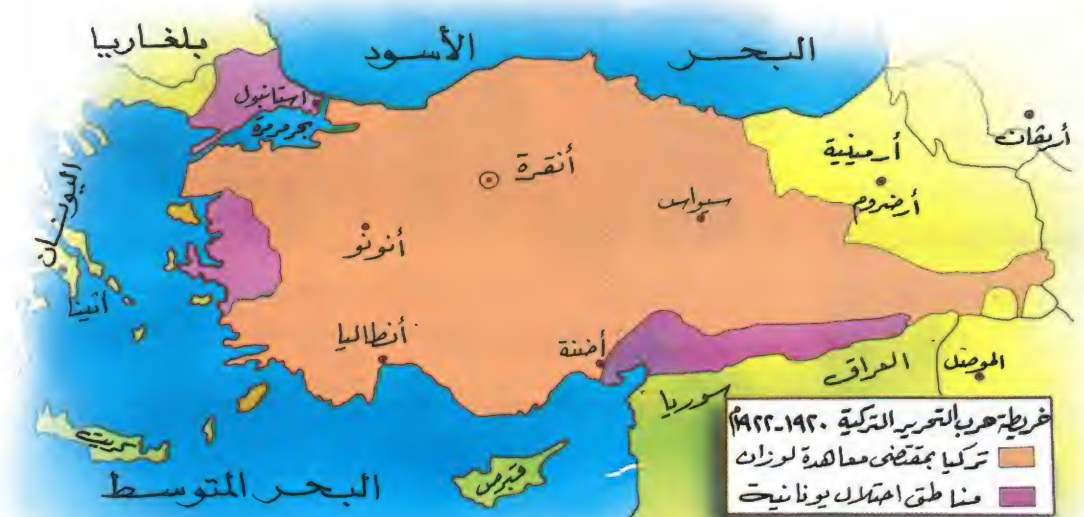 البحر الأسود
بلغاريا
استانبول
بحر مرمرة
أنقرة
سيواس
أرمينية
أرضروم
أريفان
اليونان
أثينا
أنونو
أنطاليا
أضنة
سوريا
العراق
الموصل
كريت
قبرص
البحر المتوسط
خريطة حرب التحرير التركية ١٩٢٠-١٩٢٢م
تركيا بمقتضى معاهدة لوزان
مناطق احتلال يونانية